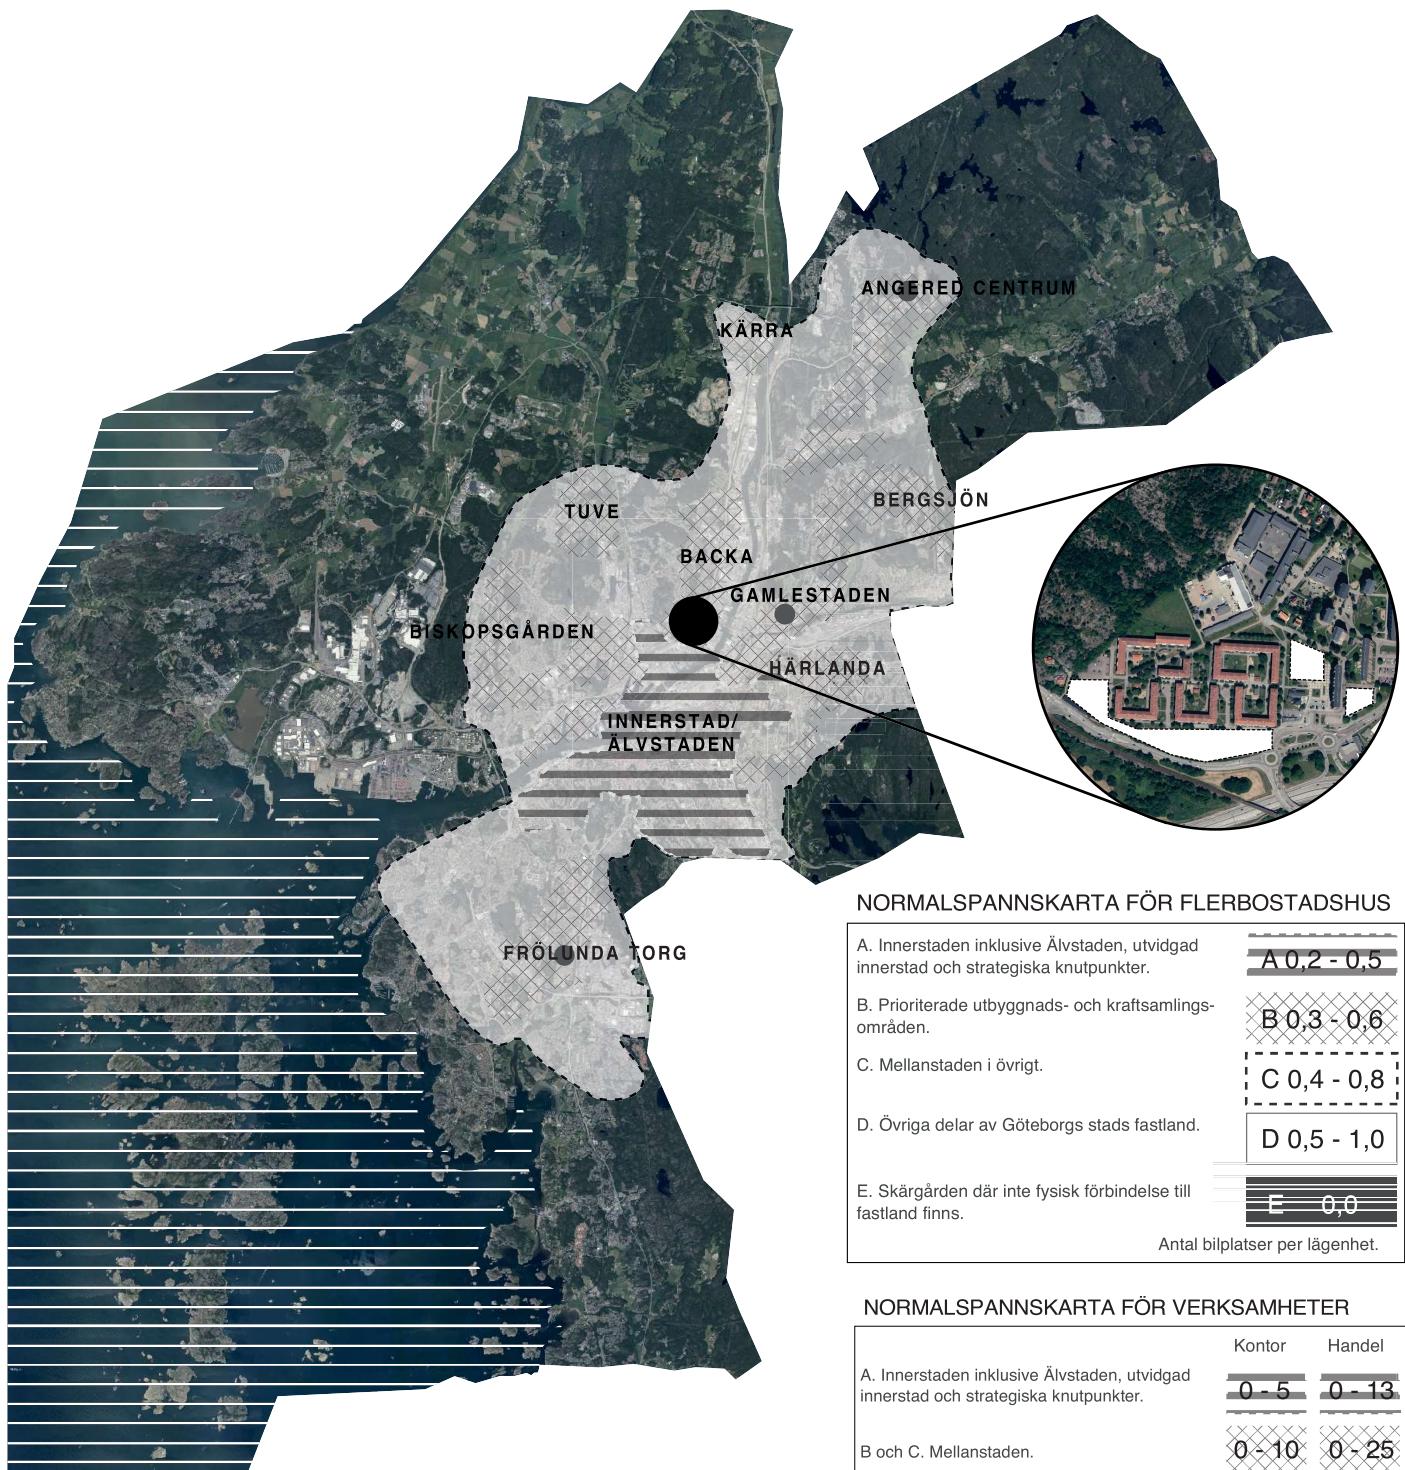 ANGERED CENTRUM
KÄRRA
BERGSJÖN
TUVE
BACKA
GAMLESTADEN
BISKOPSGÅRDEN
HÄRLANDA
INNERSTAD/
ÄLVSTADEN
FRÖLUNDA TORG
NORMALSPANNSKARTA FÖR FLERBOSTADSHUS
A. Innerstaden inklusive Älvstaden, utvidgad
innerstad och strategiska knutpunkter.
A 0,2 - 0,5
B. Prioriterade utbyggnads- och kraftsamlings-
områden.
B 0,3 - 0,6
C. Mellanstaden i övrigt.
C 0,4 - 0,8
D. Övriga delar av Göteborgs stads fastland.
D 0,5 - 1,0
E. Skärgården där inte fysisk förbindelse till
fastland finns.
E 0,0
Antal bilplatser per lägenhet.
NORMALSPANNSKARTA FÖR VERKSAMHETER
Kontor Handel
A. Innerstaden inklusive Älvstaden, utvidgad
innerstad och strategiska knutpunkter.
0 - 5 0 - 13
B och C. Mellanstaden.
0 - 10 0 - 25